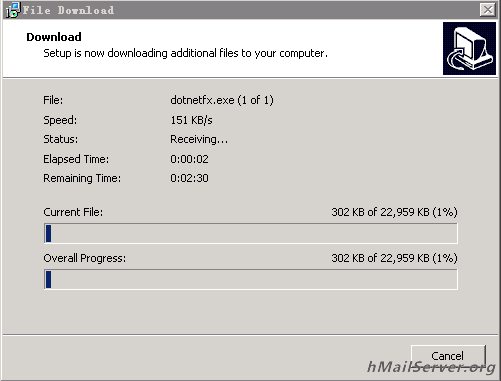 File Download
Download
Setup is now downloading additional files to your computer.
File: dotnetfx.exe (1 of 1)
Speed: 151 KB/s
Status: Receiving...
Elapsed Time: 0:00:02
Remaining Time: 0:02:30
Current File: 302 KB of 22,959 KB (1%)
Overall Progress: 302 KB of 22,959 KB (1%)
Cancel
hMailServer.org